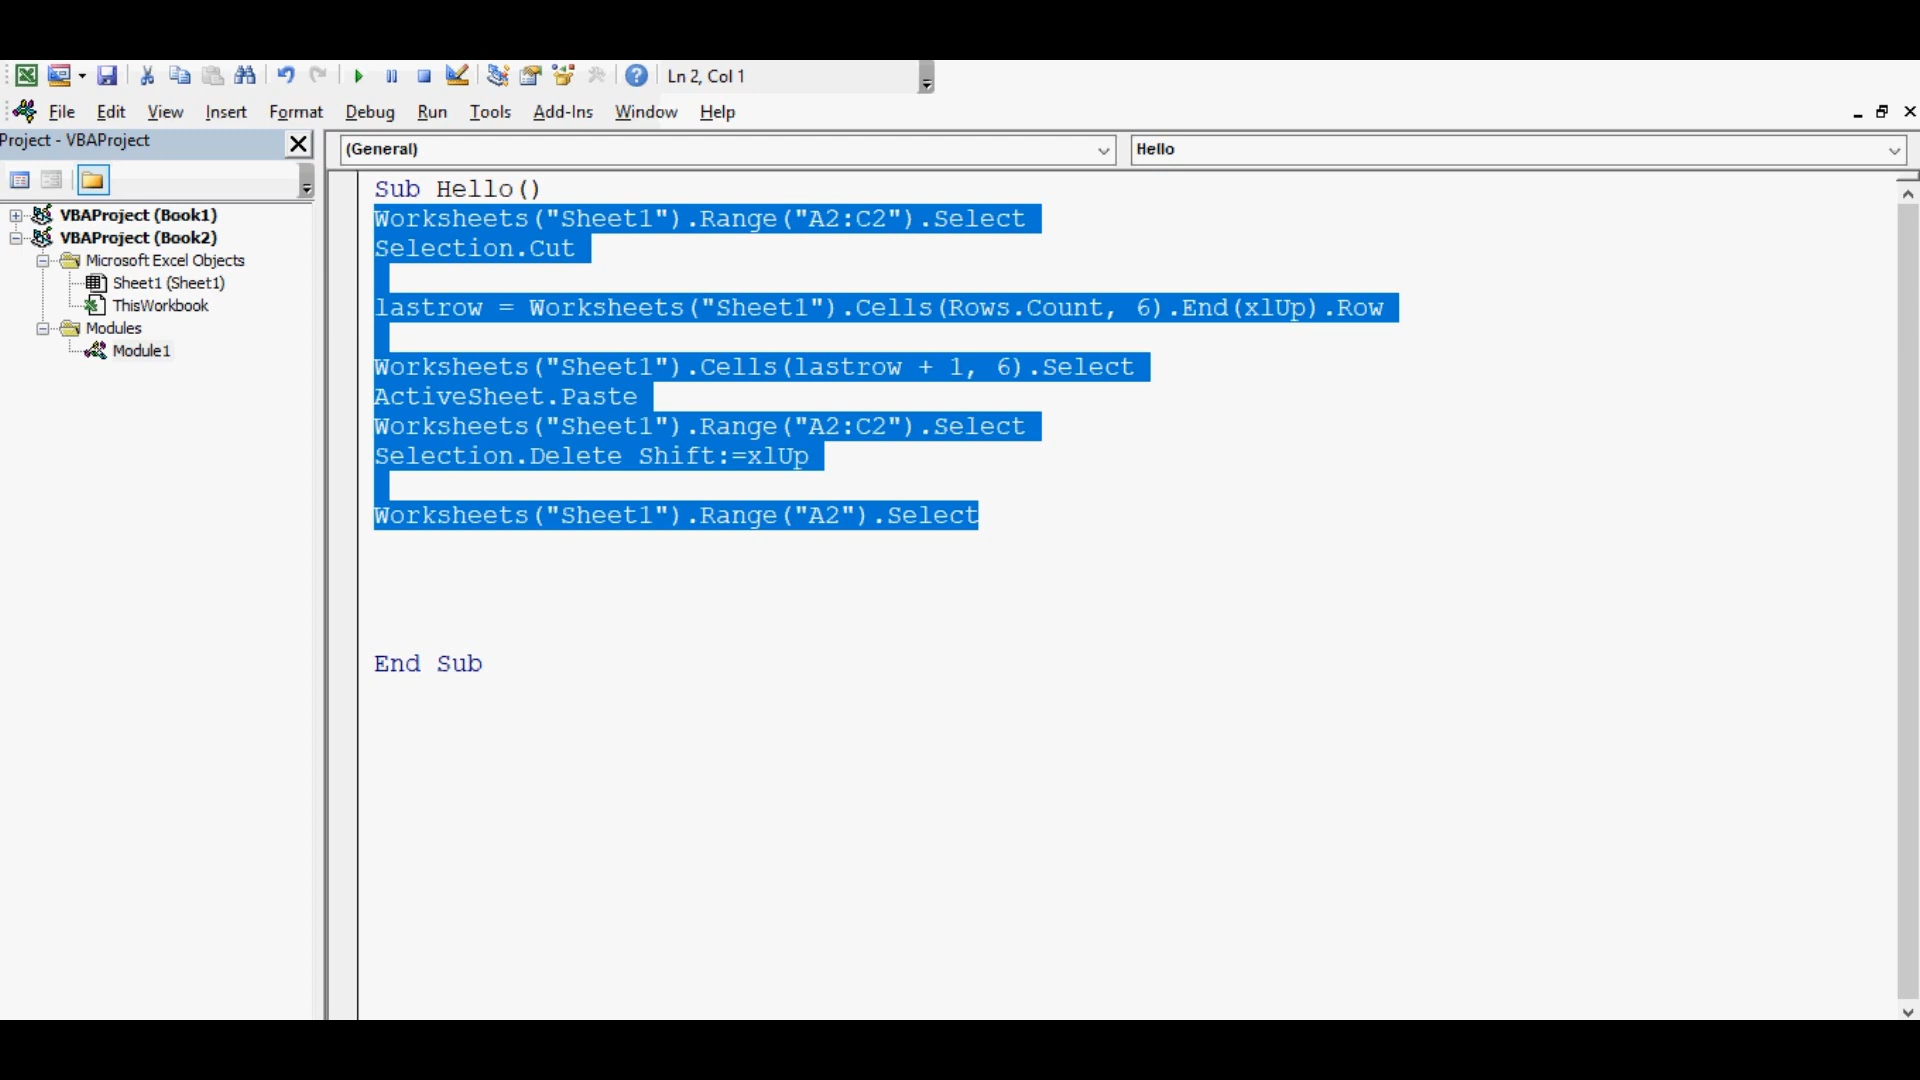 Ln 2, Col 1
File Edit View Insert Format Debug Run Tools Add-Ins Window Help
Project - VBAProject
(General)
Hello
VBAProject (Book1)
VBAProject (Book2)
Microsoft Excel Objects
Sheet1 (Sheet1)
ThisWorkbook
Modules
Module1
Sub Hello()
Worksheets("Sheet1").Range("A2:C2").Select
Selection.Cut
lastrow = Worksheets("Sheet1").Cells(Rows.Count, 6).End(xlUp).Row
Worksheets("Sheet1").Cells(lastrow + 1, 6).Select
ActiveSheet.Paste
Worksheets("Sheet1").Range("A2:C2").Select
Selection.Delete Shift:=xlUp
Worksheets("Sheet1").Range("A2").Select
End Sub